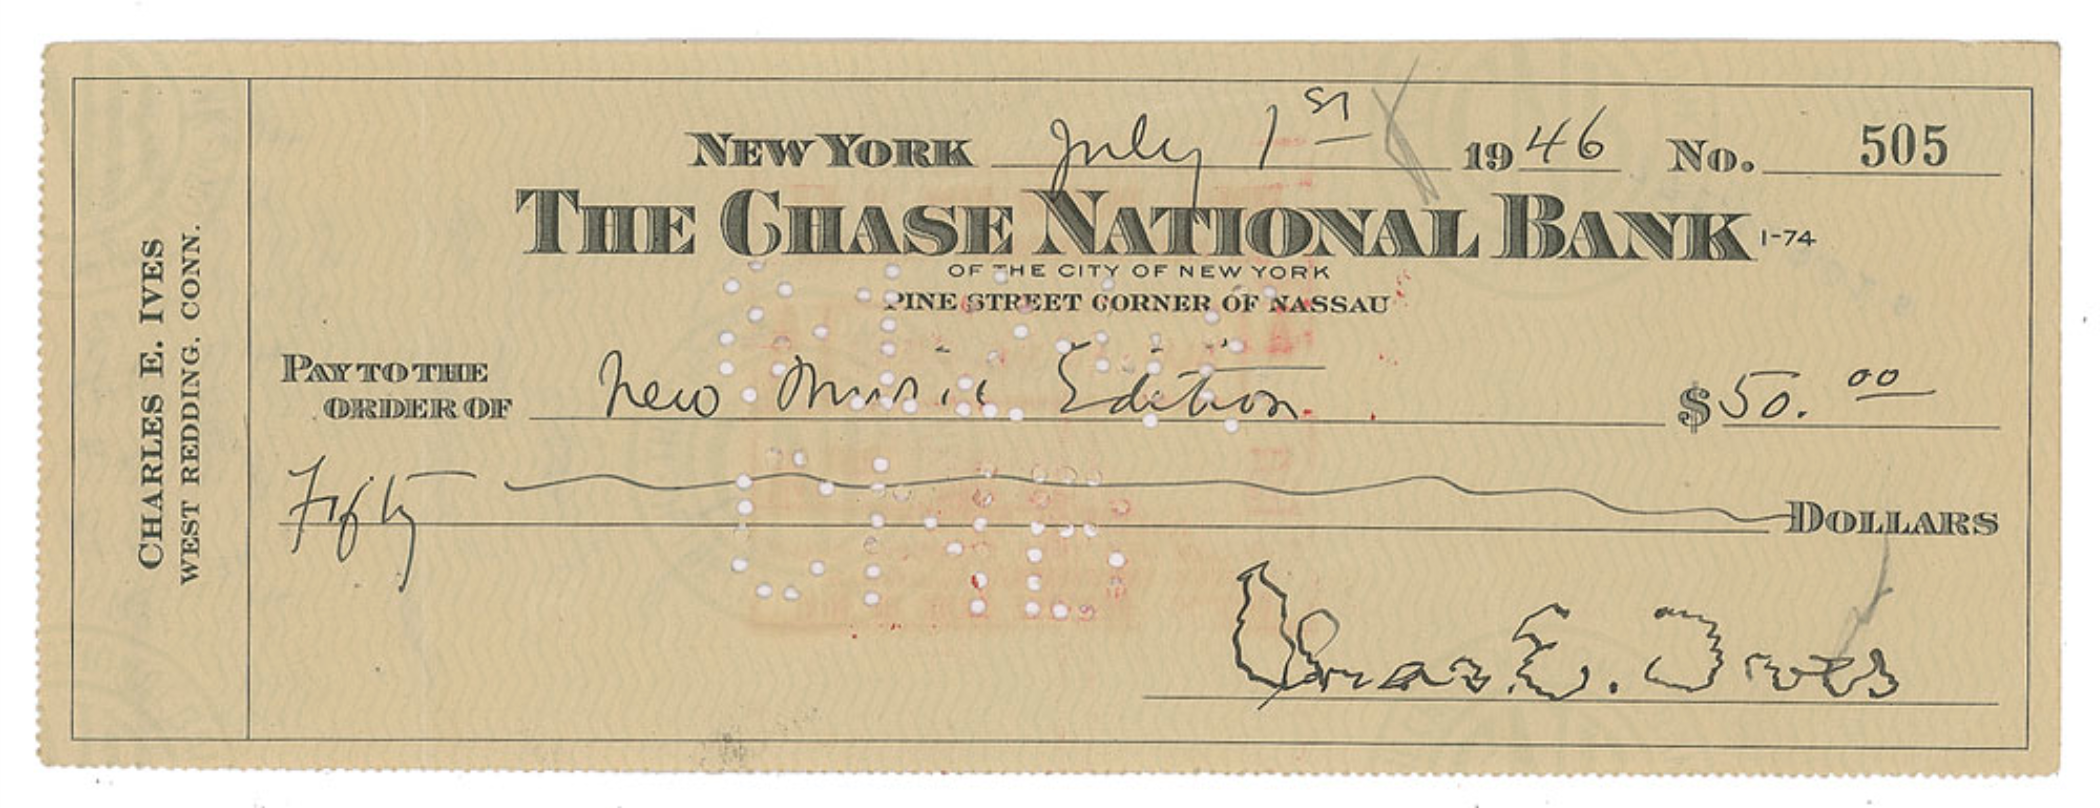 CHARLES E. IVES
WEST REDDING, CONN.
NEW YORK July 1st 1946 No. 505
THE CHASE NATIONAL BANK 1-74
OF THE CITY OF NEW YORK
PINE STREET CORNER OF NASSAU
PAY TO THE
ORDER OF New Music Edition $50.00
Fifty DOLLARS
Chas. E. Ives